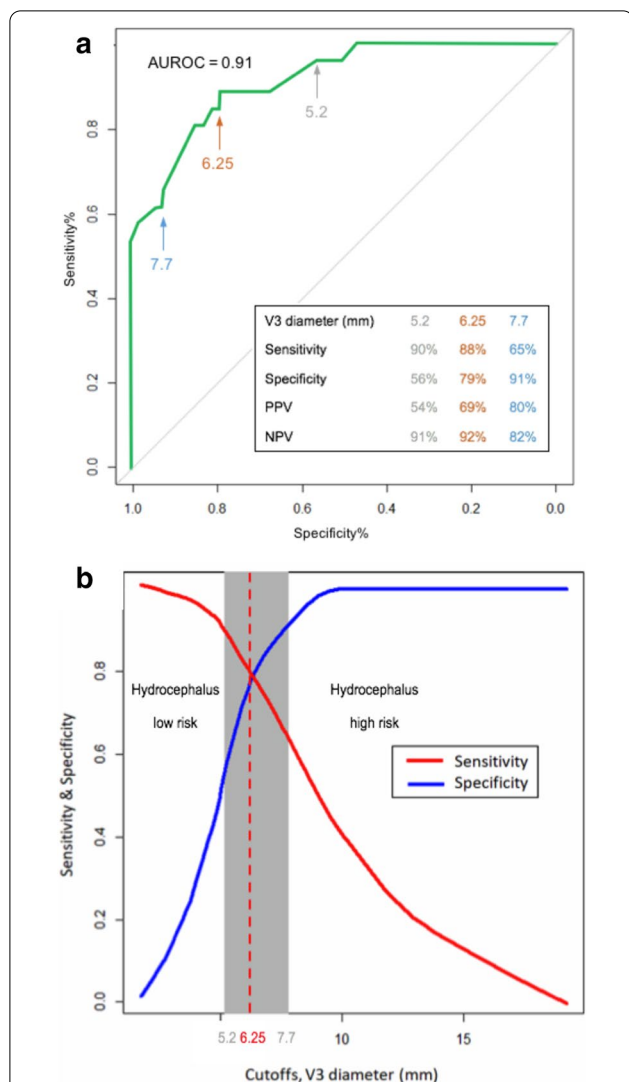 a
AUROC = 0.91
5.2
6.25
7.7
Sensitivity%
0.0 0.2 0.4 0.6 0.8
V3 diameter (mm) 5.2 6.25 7.7
Sensitivity 90% 88% 65%
Specificity 56% 79% 91%
PPV 54% 69% 80%
NPV 91% 92% 82%
1.0 0.8 0.6 0.4 0.2 0.0
Specificity%
b
Sensitivity & Specificity
0.0 0.2 0.4 0.6 0.8
Hydrocephalus
low risk
Hydrocephalus
high risk
Sensitivity
Specificity
5.2 6.25 7.7 10 15
Cutoffs, V3 diameter (mm)